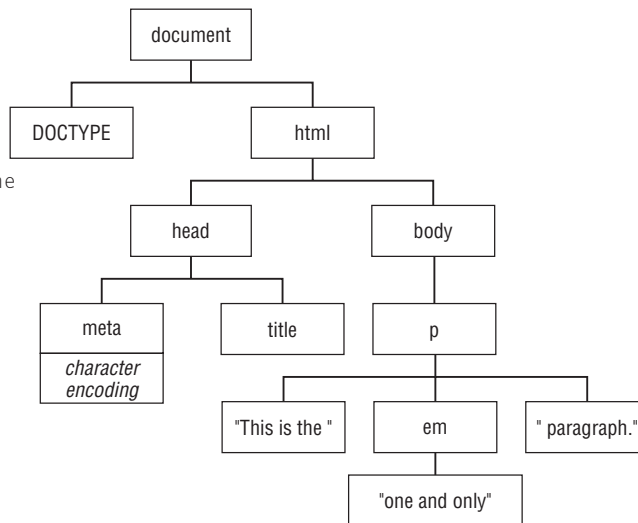 document
DOCTYPE
html
head
body
meta
title
p
character
encoding
"This is the "
em
" paragraph."
"one and only"